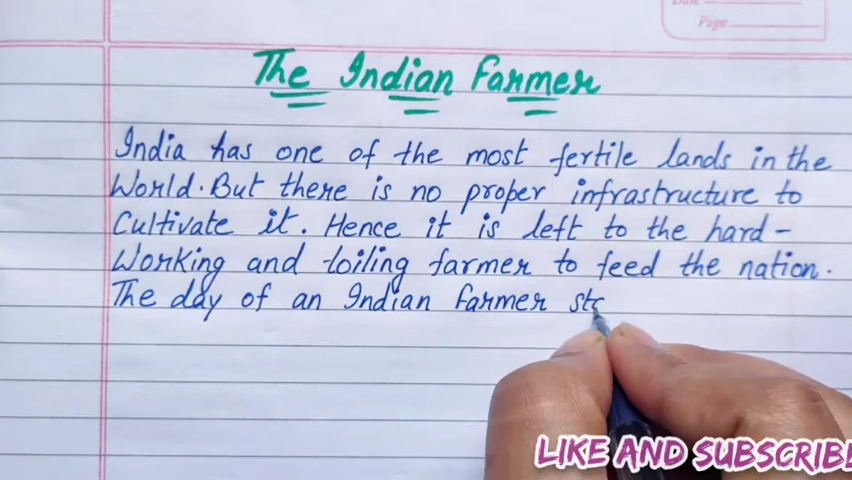 Date
Page
The Indian Farmer
India has one of the most fertile lands in the
World. But there is no proper infrastructure to
Cultivate it. Hence it is left to the hard-
Working and toiling farmer to feed the nation.
The day of an Indian farmer st
LIKE AND SUBSCRIBE